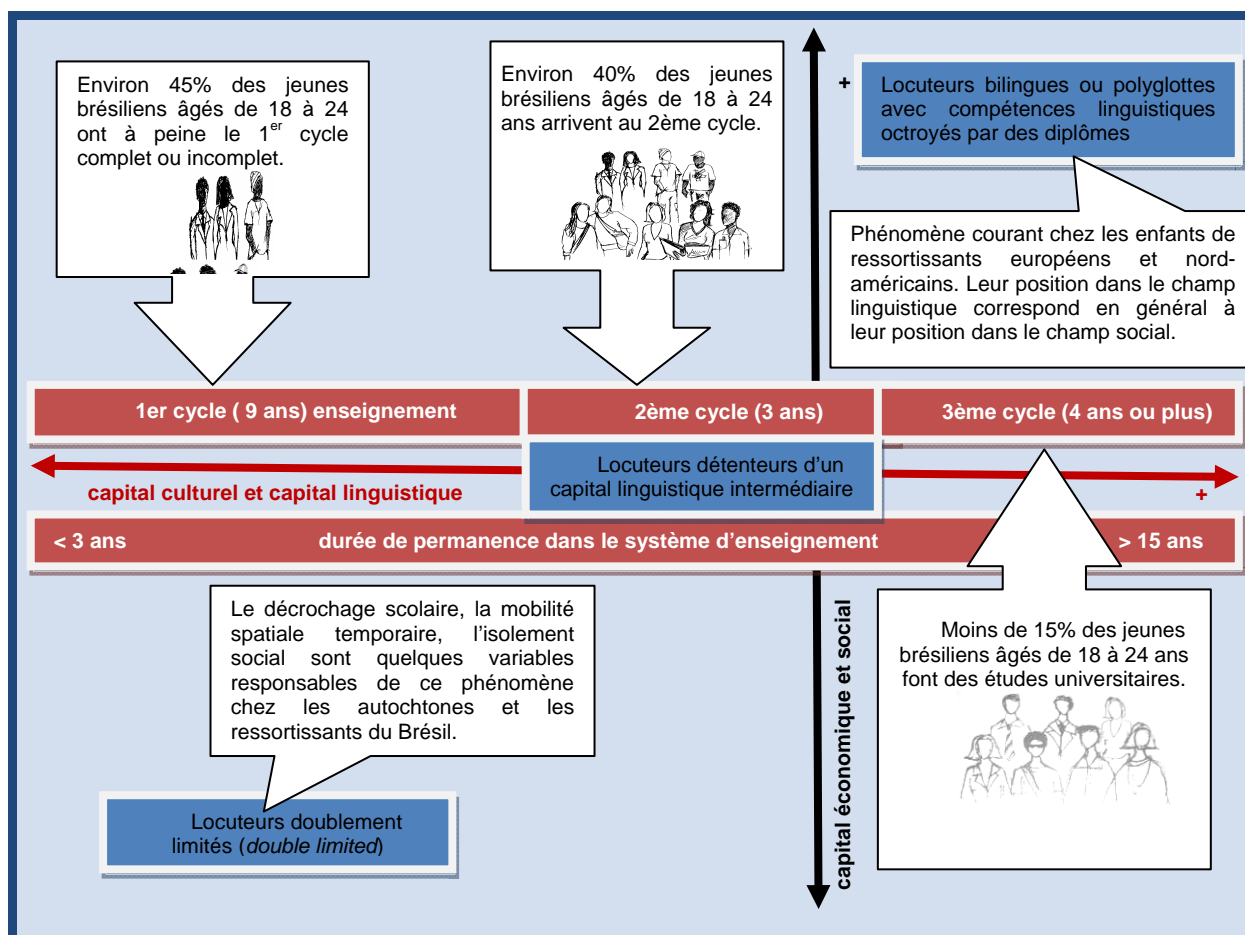 Environ 45% des jeunes
brésiliens âgés de 18 à 24
ont à peine le 1er cycle
complet ou incomplet.
Environ 40% des jeunes
brésiliens âgés de 18 à 24
ans arrivent au 2ème cycle.
+
Locuteurs bilingues ou polyglottes
avec compétences linguistiques
octroyés par des diplômes
Phénomène courant chez les enfants de
ressortissants européens et nord-
américains. Leur position dans le champ
linguistique correspond en général à
leur position dans le champ social.
1er cycle ( 9 ans) enseignement
2ème cycle (3 ans)
3ème cycle (4 ans ou plus)
Locuteurs détenteurs d'un
capital linguistique intermédiaire
capital culturel et capital linguistique
+
< 3 ans
durée de permanence dans le système d'enseignement
> 15 ans
Le décrochage scolaire, la mobilité
spatiale temporaire, l'isolement
social sont quelques variables
responsables de ce phénomène
chez les autochtones et les
ressortissants du Brésil.
Locuteurs doublement
limités (double limited)
capital économique et social
Moins de 15% des jeunes
brésiliens âgés de 18 à 24 ans
font des études universitaires.